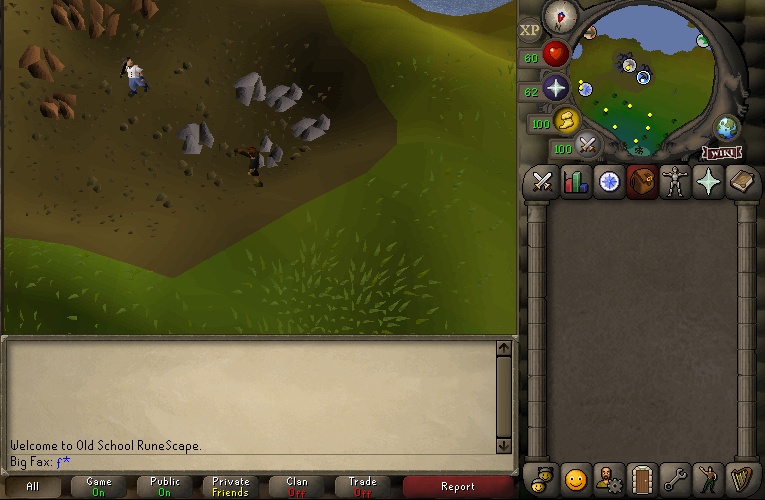 XP
60
62
100
100
WIKI
Welcome to Old School RuneScape.
Big Fax: f*
All
Game
On
Public
On
Private
Friends
Clan
Off
Trade
Off
Report